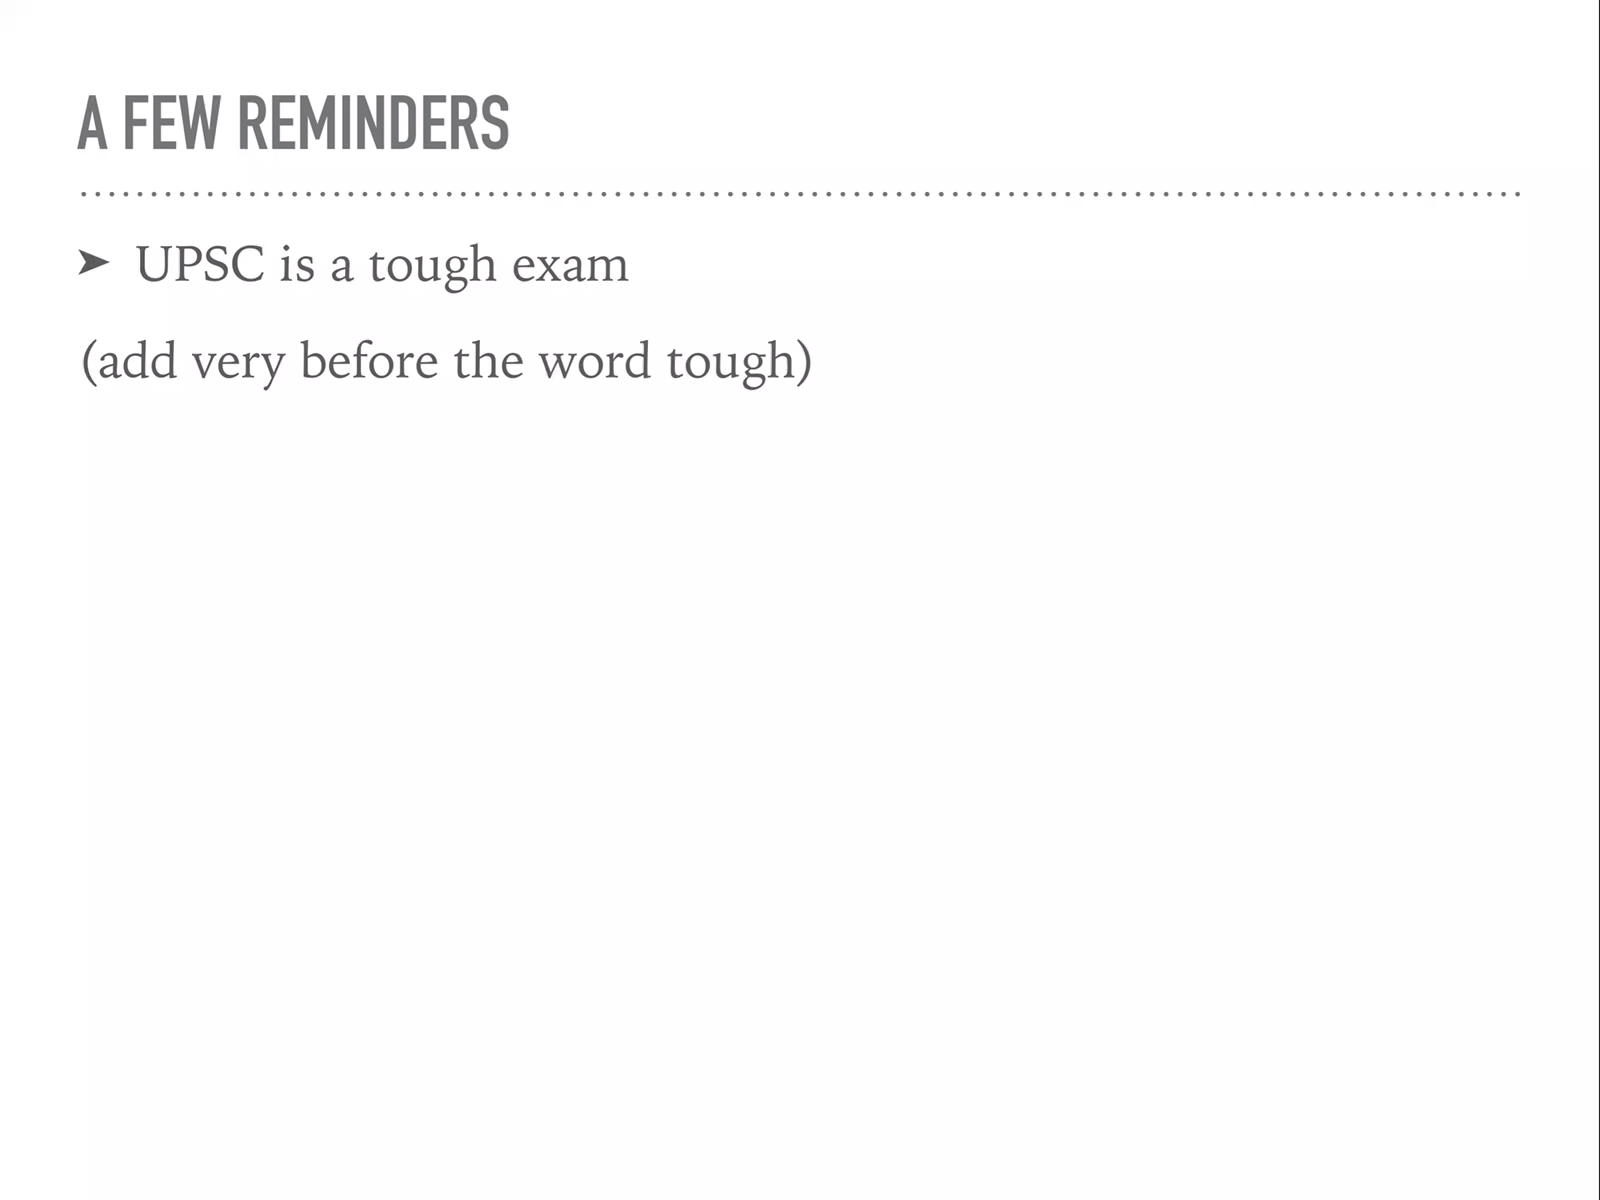 A FEW REMINDERS
➤ UPSC is a tough exam
(add very before the word tough)